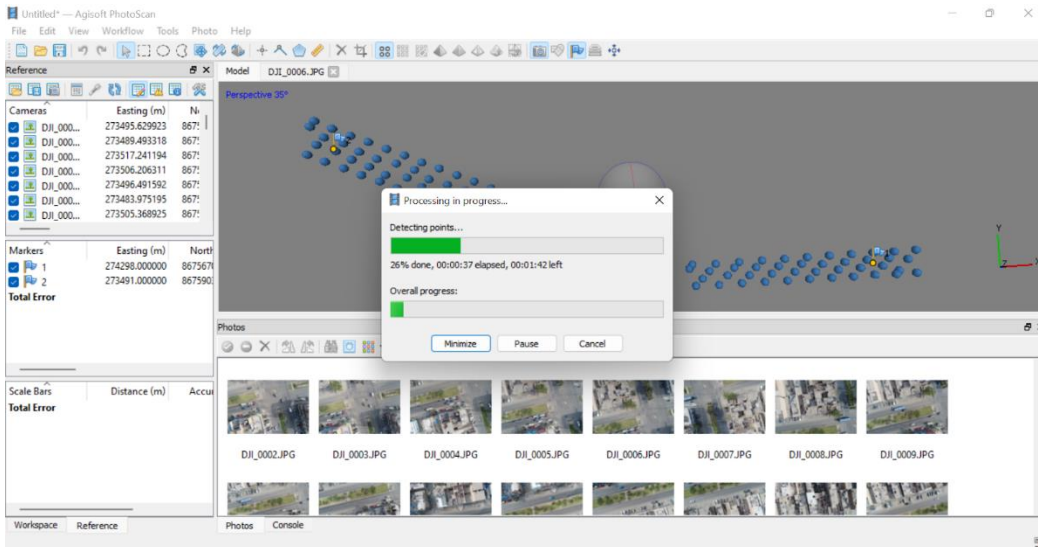 Untitled* — Agisoft PhotoScan
File Edit View Workflow Tools Photo Help
Reference
Model DJI_0006.JPG
Perspective 35°
Cameras Easting (m)
DJI_000... 273495.629923 867
DJI_000... 273489.493318 867
DJI_000... 273517.241194 867
DJI_000... 273506.206311 867
DJI_000... 273496.491592 867
DJI_000... 273483.975195 867
DJI_000... 273505.368925 867
Markers Easting (m) North
1 274298.000000 867567
2 273491.000000 867590
Total Error
Scale Bars Distance (m) Accu
Total Error
Workspace Reference
Processing in progress...
Detecting points...
26% done, 00:00:37 elapsed, 00:01:42 left
Overall progress:
Minimize Pause Cancel
Y
Z X
Photos
DJI_0002.JPG DJI_0003.JPG DJI_0004.JPG DJI_0005.JPG DJI_0006.JPG DJI_0007.JPG DJI_0008.JPG DJI_0009.JPG
Photos Console